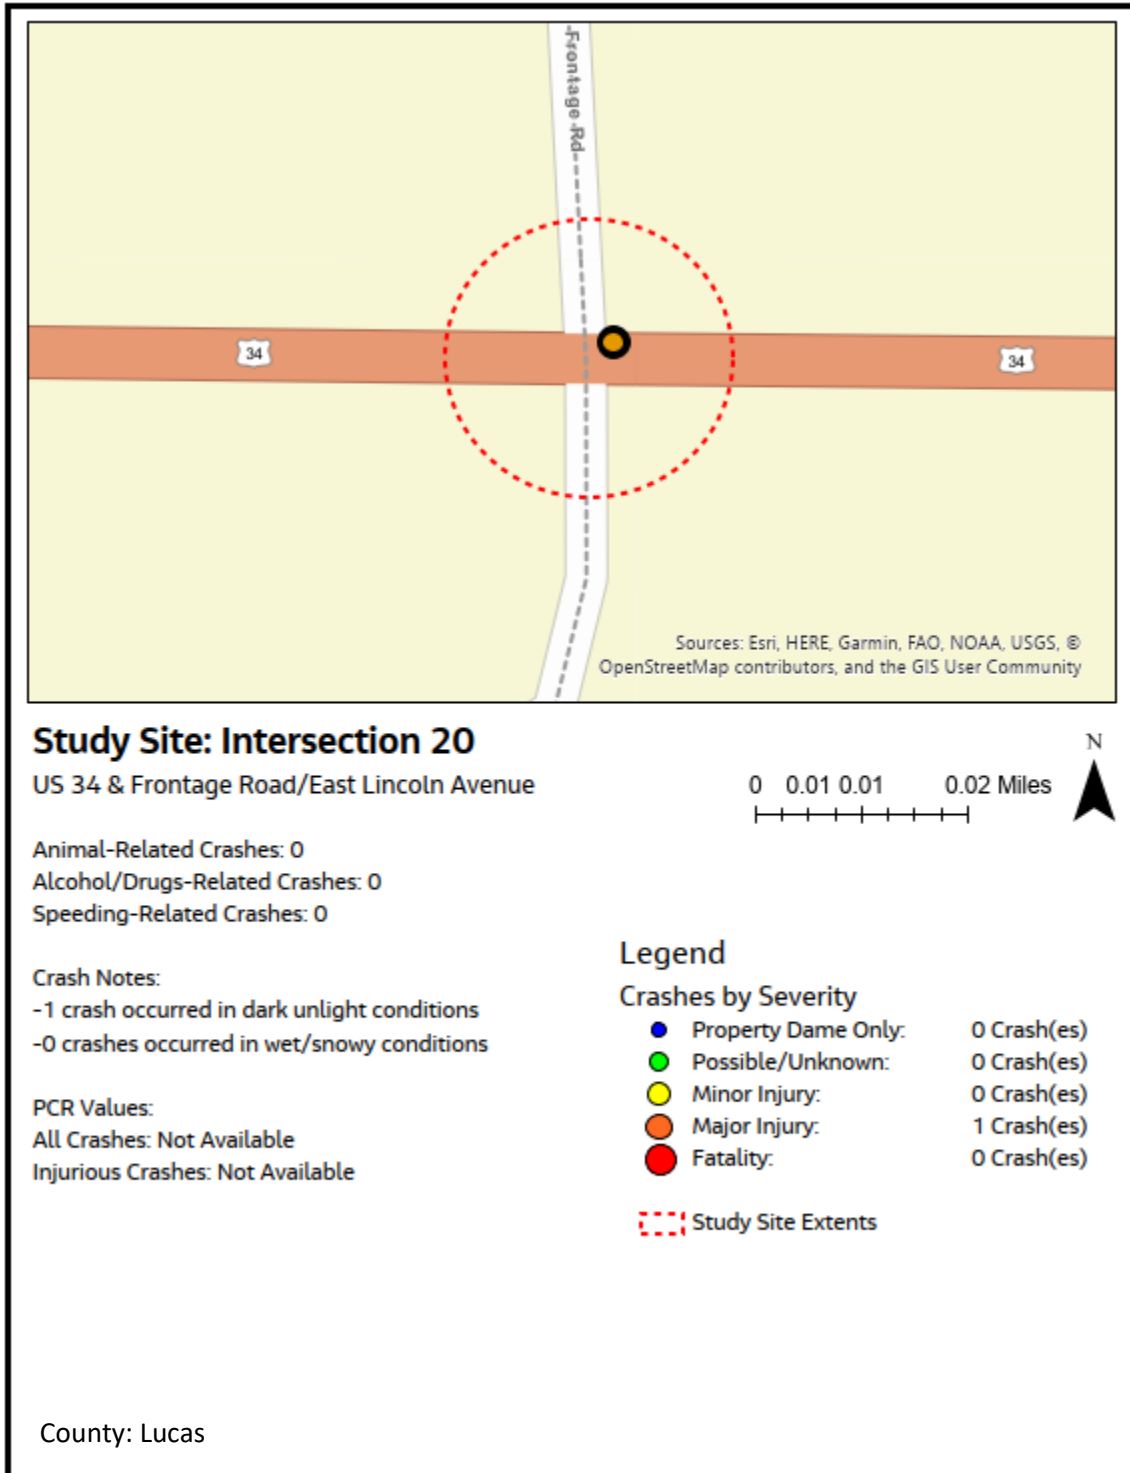 Frontage Rd
34
34
Sources: Esri, HERE, Garmin, FAO, NOAA, USGS, ©
OpenStreetMap contributors, and the GIS User Community
Study Site: Intersection 20
US 34 & Frontage Road/East Lincoln Avenue
N
0 0.01 0.01 0.02 Miles
Animal-Related Crashes: 0
Alcohol/Drugs-Related Crashes: 0
Speeding-Related Crashes: 0
Crash Notes:
-1 crash occurred in dark unlight conditions
-0 crashes occurred in wet/snowy conditions
PCR Values:
All Crashes: Not Available
Injurious Crashes: Not Available
Legend
Crashes by Severity
Property Dame Only: 0 Crash(es)
Possible/Unknown: 0 Crash(es)
Minor Injury: 0 Crash(es)
Major Injury: 1 Crash(es)
Fatality: 0 Crash(es)
Study Site Extents
County: Lucas